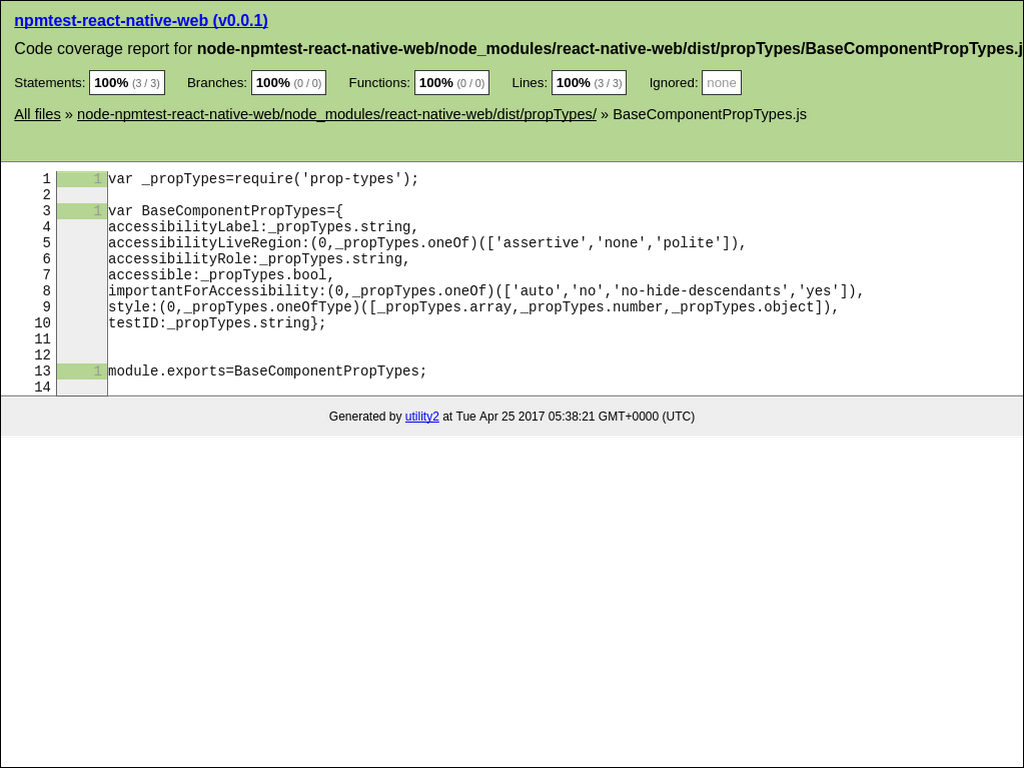 npmtest-react-native-web (v0.0.1)
Code coverage report for node-npmtest-react-native-web/node_modules/react-native-web/dist/propTypes/BaseComponentPropTypes.j
Statements: 100% (3 / 3) Branches: 100% (0 / 0) Functions: 100% (0 / 0) Lines: 100% (3 / 3) Ignored: none
All files » node-npmtest-react-native-web/node_modules/react-native-web/dist/propTypes/ » BaseComponentPropTypes.js
1 1 var _propTypes=require('prop-types');
2
3 1 var BaseComponentPropTypes={
4 accessibilityLabel:_propTypes.string,
5 accessibilityLiveRegion:(0,_propTypes.oneOf)(['assertive','none','polite']),
6 accessibilityRole:_propTypes.string,
7 accessible:_propTypes.bool,
8 importantForAccessibility:(0,_propTypes.oneOf)(['auto','no','no-hide-descendants','yes']),
9 style:(0,_propTypes.oneOfType)([_propTypes.array,_propTypes.number,_propTypes.object]),
10 testID:_propTypes.string};
11
12
13 1 module.exports=BaseComponentPropTypes;
14
Generated by utility2 at Tue Apr 25 2017 05:38:21 GMT+0000 (UTC)